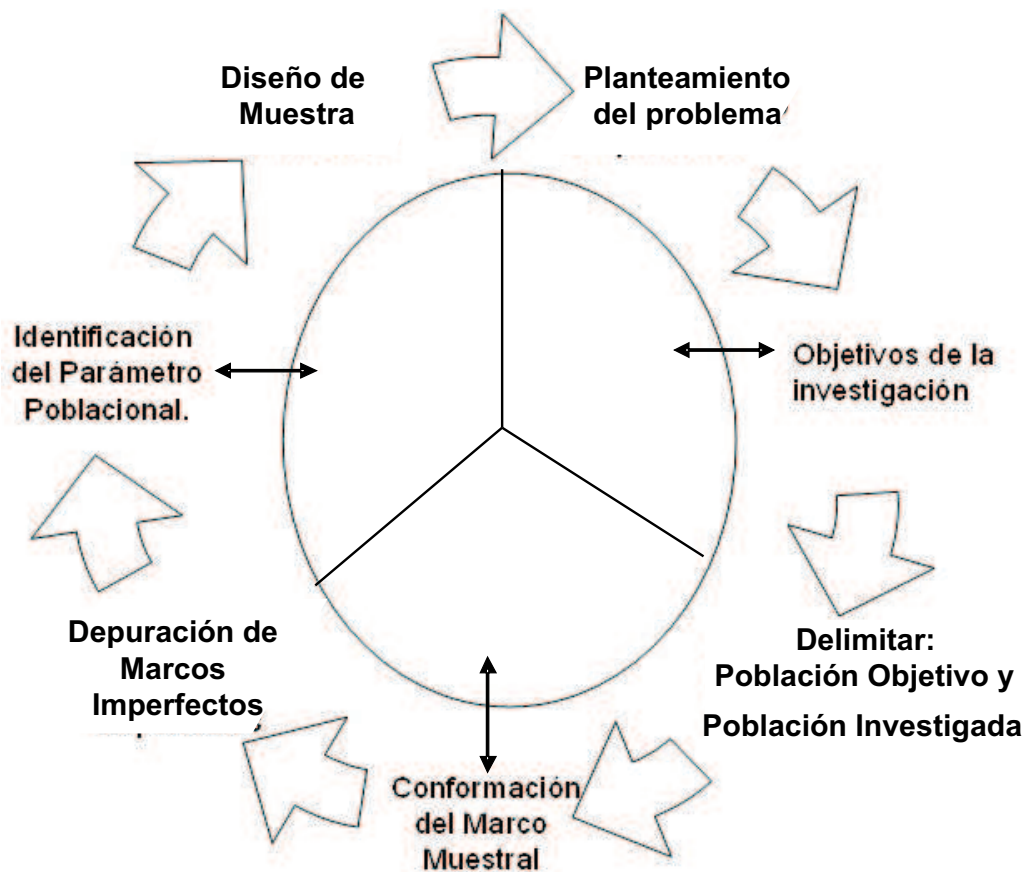 Diseño de
Muestra
Planteamiento
del problema
Objetivos de la
investigación
Delimitar:
Población Objetivo y
Población Investigada
Conformación
del Marco
Muestral
Depuración de
Marcos
Imperfectos
Identificación
del Parámetro
Poblacional.